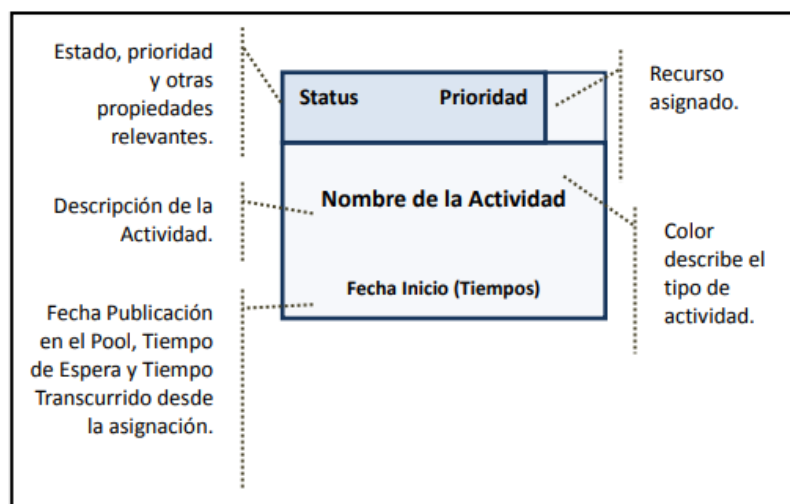 Estado, prioridad
y otras
propiedades
relevantes.
Status Prioridad
Recurso
asignado.
Descripción de la
Actividad.
Nombre de la Actividad
Color
describe el
tipo de
actividad.
Fecha Inicio (Tiempos)
Fecha Publicación
en el Pool, Tiempo
de Espera y Tiempo
Transcurrido desde
la asignación.